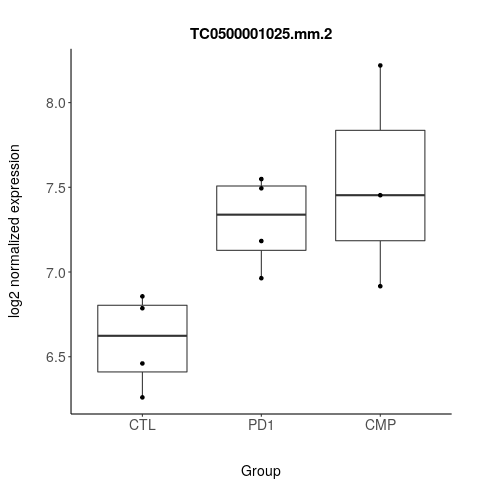 TC0500001025.mm.2
log2 normalized expression
8.0
7.5
7.0
6.5
CTL PD1 CMP
Group